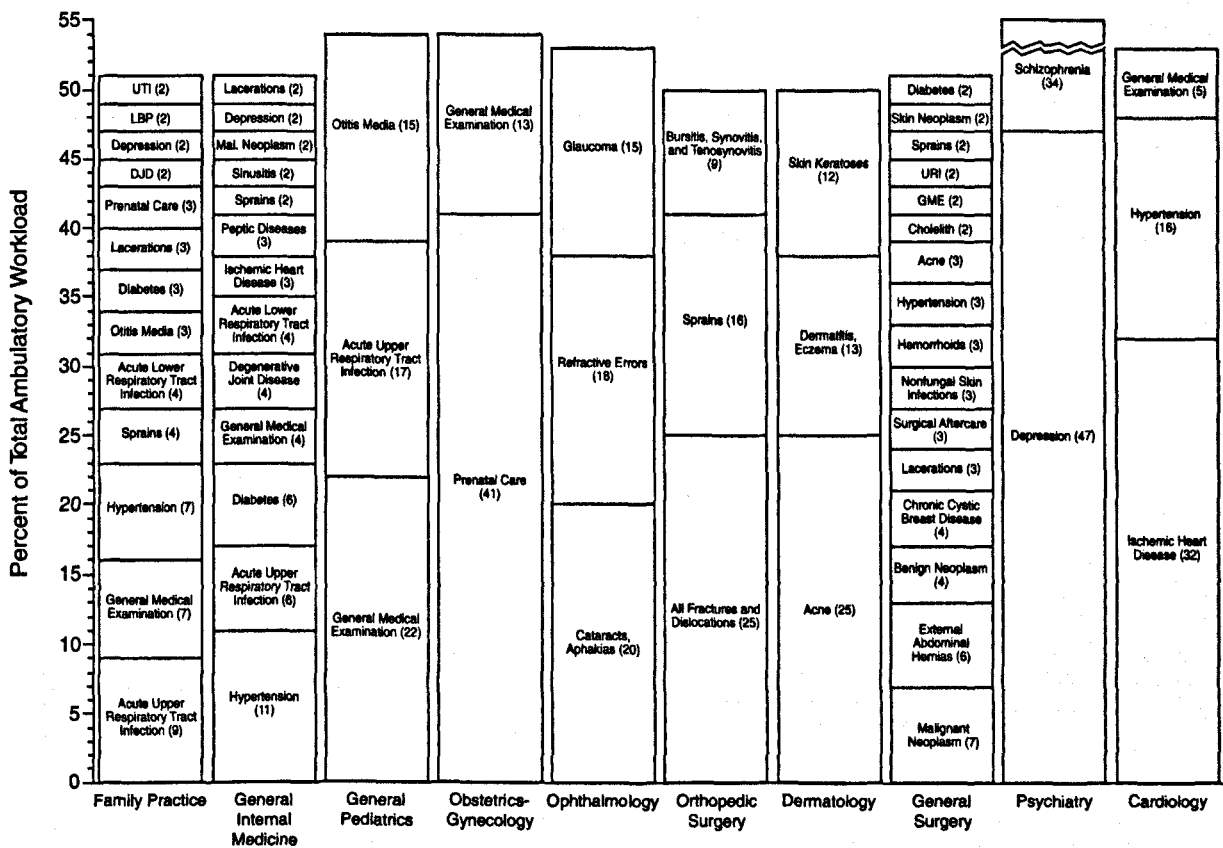 Percent of Total Ambulatory Workload
55
50
45
40
35
30
25
20
15
10
5
0
UTI (2)
LBP (2)
Depression (2)
DJD (2)
Prenatal Care (3)
Lacerations (3)
Diabetes (3)
Otitis Media (3)
Acute Lower
Respiratory Tract
Infection (4)
Sprains (4)
Hypertension (7)
General Medical
Examination (7)
Acute Upper
Respiratory Tract
Infection (9)
Family Practice
Lacerations (2)
Depression (2)
Mal. Neoplasm (2)
Sinusitis (2)
Sprains (2)
Peptic Diseases
(3)
Ischemic Heart
Disease (3)
Acute Lower
Respiratory Tract
Infection (4)
Degenerative
Joint Disease
(4)
General Medical
Examination (4)
Diabetes (6)
Acute Upper
Respiratory Tract
Infection (6)
Hypertension
(11)
General
Internal
Medicine
Otitis Media (15)
Acute Upper
Respiratory Tract
Infection (17)
General Medical
Examination (22)
General
Pediatrics
General Medical
Examination (13)
Prenatal Care
(41)
Obstetrics-
Gynecology
Glaucoma (15)
Refractive Errors
(18)
Cataracts,
Aphakias (20)
Ophthalmology
Bursitis, Synovitis,
and Tenosynovitis
(9)
Sprains (16)
All Fractures and
Dislocations (25)
Orthopedic
Surgery
Skin Keratoses
(12)
Dermatitis,
Eczema (13)
Acne (25)
Dermatology
Diabetes (2)
Skin Neoplasm (2)
Sprains (2)
URI (2)
GME (2)
Cholelith (2)
Acne (3)
Hypertension (3)
Hemorrhoids (3)
Nonfungal Skin
Infections (3)
Surgical Aftercare
(3)
Lacerations (3)
Chronic Cystic
Breast Disease
(4)
Benign Neoplasm
(4)
External
Abdominal
Hernias (6)
Malignant
Neoplasm (7)
General
Surgery
Schizophrenia
(34)
Depression (47)
Psychiatry
General Medical
Examination (5)
Hypertension
(16)
Ischemic Heart
Disease (32)
Cardiology